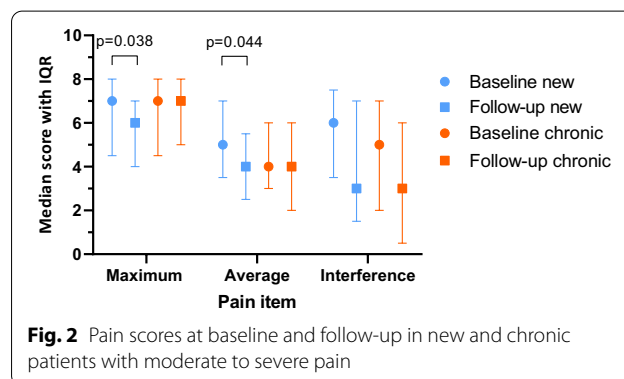 p=0.038
p=0.044
10
8
6
4
2
0
Median score with IQR
Maximum
Average
Interference
Pain item
Baseline new
Follow-up new
Baseline chronic
Follow-up chronic
Fig. 2 Pain scores at baseline and follow-up in new and chronic
patients with moderate to severe pain